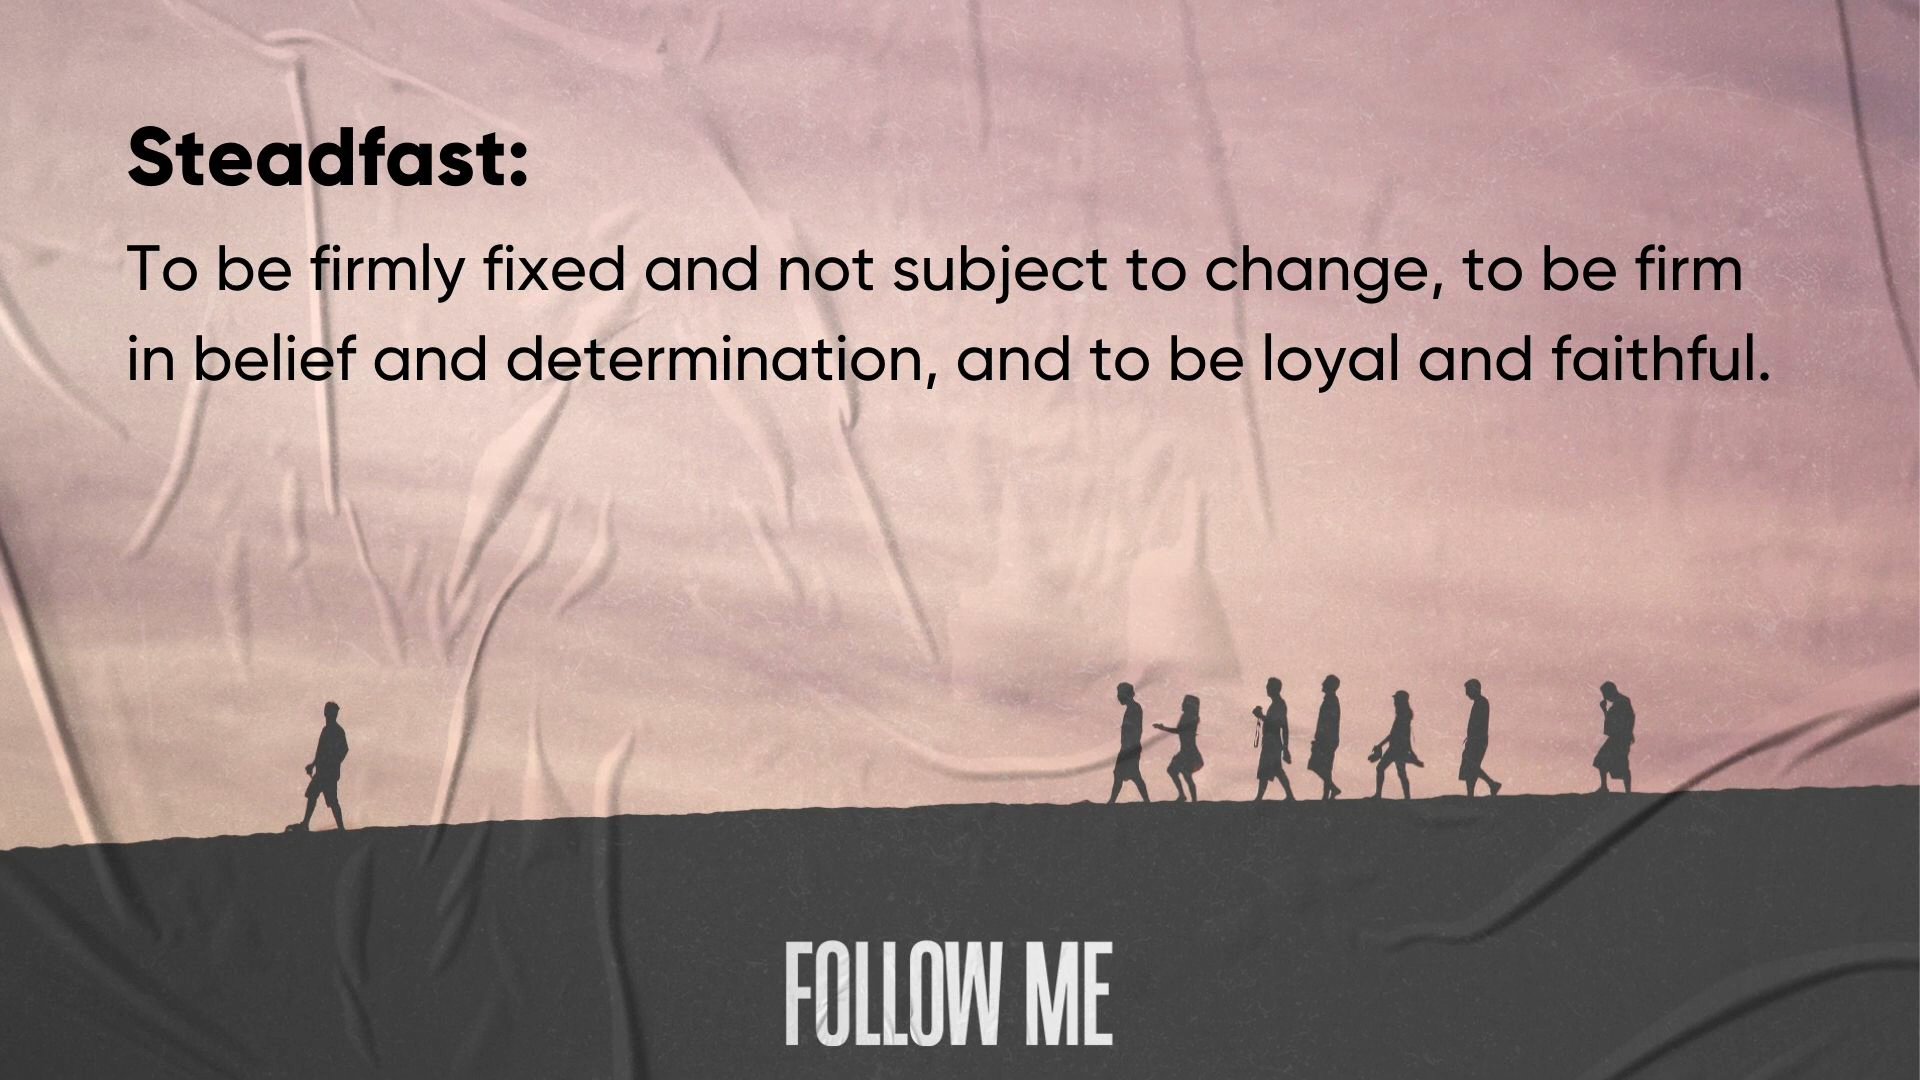 Steadfast:
To be firmly fixed and not subject to change, to be firm
in belief and determination, and to be loyal and faithful.
FOLLOW ME